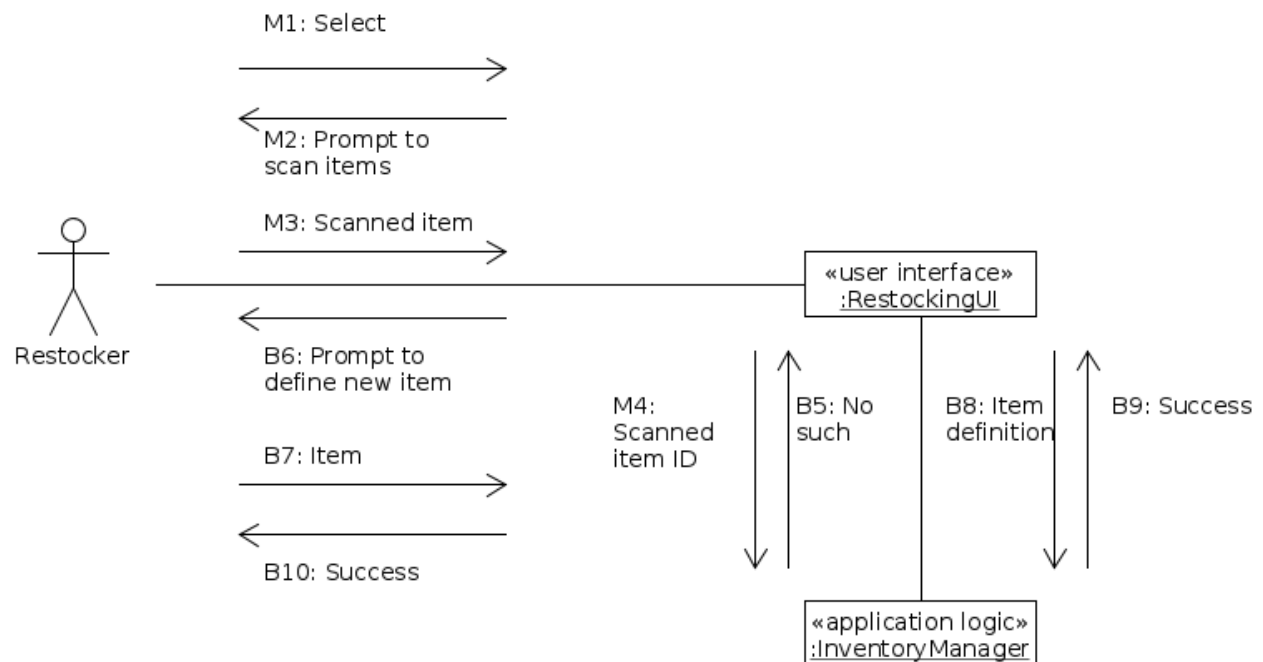 M1: Select
M2: Prompt to
scan items
M3: Scanned item
«user interface»
:RestockingUI
Restocker
B6: Prompt to
define new item
M4:
Scanned
item ID
B5: No
such
B8: Item
definition
B9: Success
B7: Item
B10: Success
«application logic»
:InventoryManager